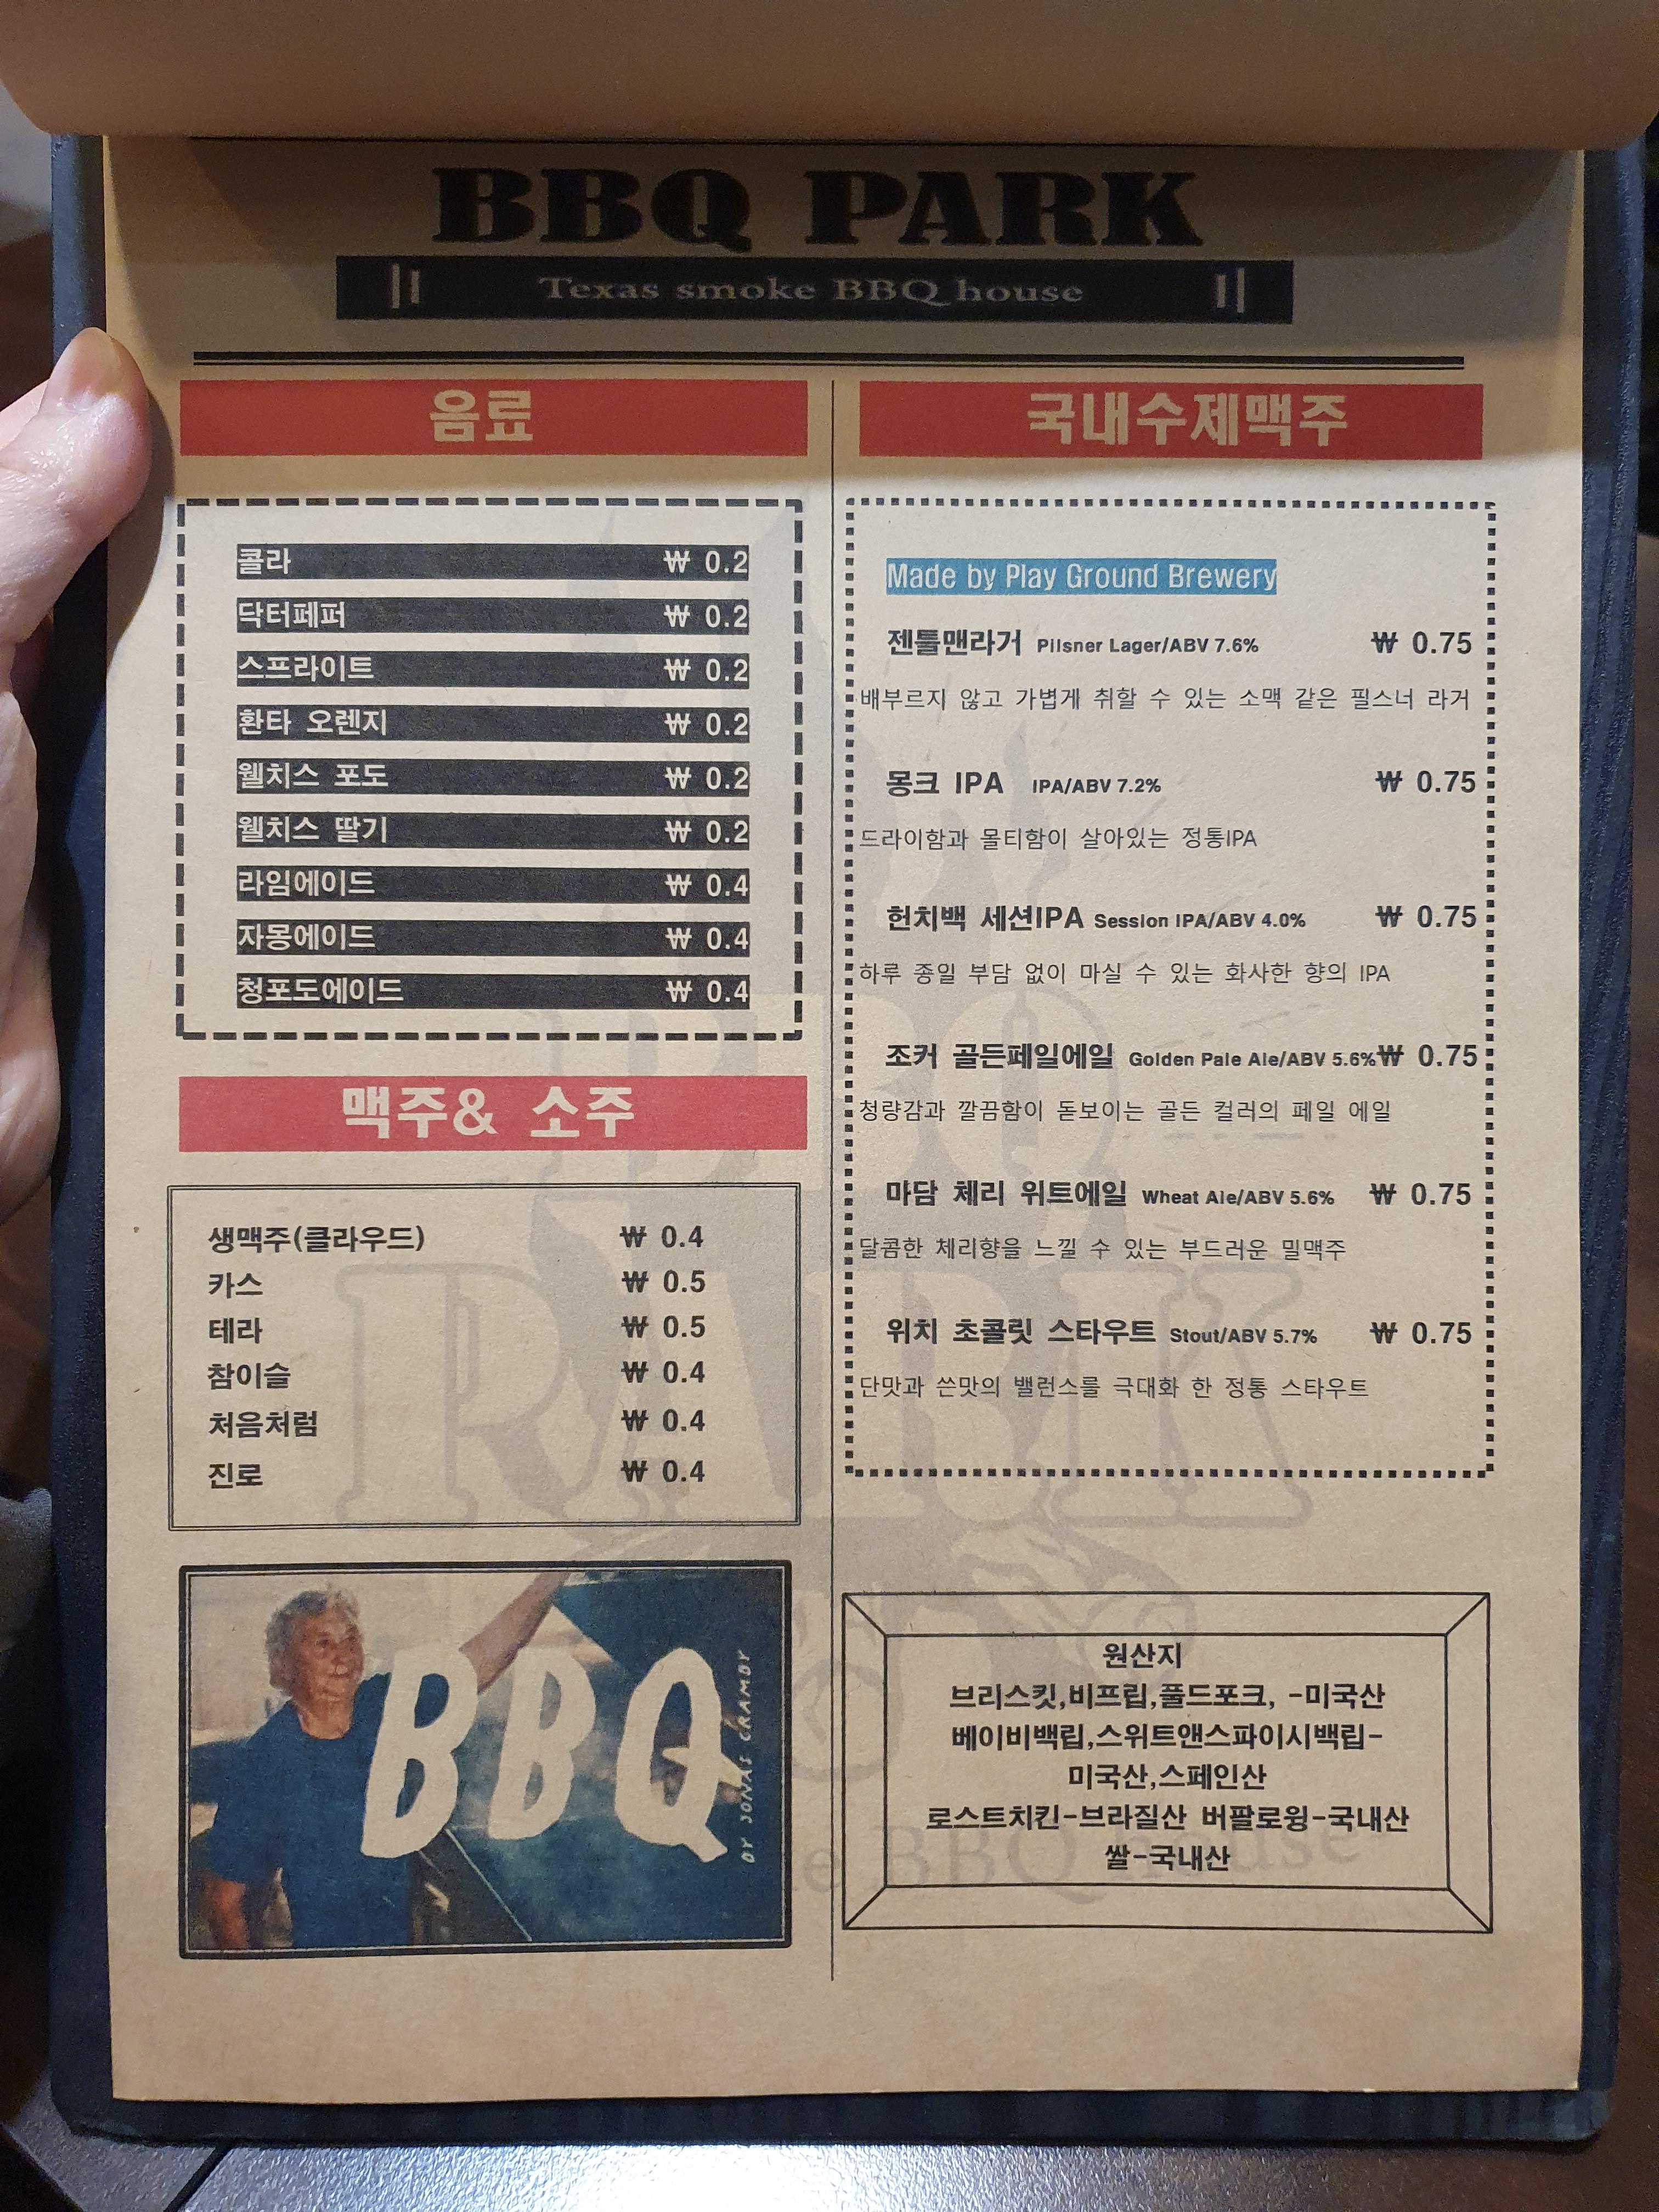 BBQ PARK
Texas smoke BBQ house
음료
콜라 ₩ 0.2
닥터페퍼 ₩ 0.2
스프라이트 ₩ 0.2
환타 오렌지 ₩ 0.2
웰치스 포도 ₩ 0.2
웰치스 딸기 ₩ 0.2
라임에이드 ₩ 0.4
자몽에이드 ₩ 0.4
청포도에이드 ₩ 0.4
맥주& 소주
생맥주(클라우드) ₩ 0.4
카스 ₩ 0.5
테라 ₩ 0.5
참이슬 ₩ 0.4
처음처럼 ₩ 0.4
진로 ₩ 0.4
BBQ
BY JONAS CRAMBY
국내수제맥주
Made by Play Ground Brewery
젠틀맨라거 Pilsner Lager/ABV 7.6% ₩ 0.75
배부르지 않고 가볍게 취할 수 있는 소맥 같은 필스너 라거
몽크 IPA IPA/ABV 7.2% ₩ 0.75
드라이함과 몰티함이 살아있는 정통IPA
헌치백 세션IPA Session IPA/ABV 4.0% ₩ 0.75
하루 종일 부담 없이 마실 수 있는 화사한 향의 IPA
조커 골든페일에일 Golden Pale Ale/ABV 5.6% ₩ 0.75
청량감과 깔끔함이 돋보이는 골든 컬러의 페일 에일
마담 체리 위트에일 Wheat Ale/ABV 5.6% ₩ 0.75
달콤한 체리향을 느낄 수 있는 부드러운 밀맥주
위치 초콜릿 스타우트 Stout/ABV 5.7% ₩ 0.75
단맛과 쓴맛의 밸런소를 극대화 한 정통 스타우트
원산지
브리스킷,비프립,풀드포크, -미국산
베이비백립,스위트앤스파이시백립-
미국산,스페인산
로스트치킨-브라질산 버팔로윙-국내산
쌀-국내산